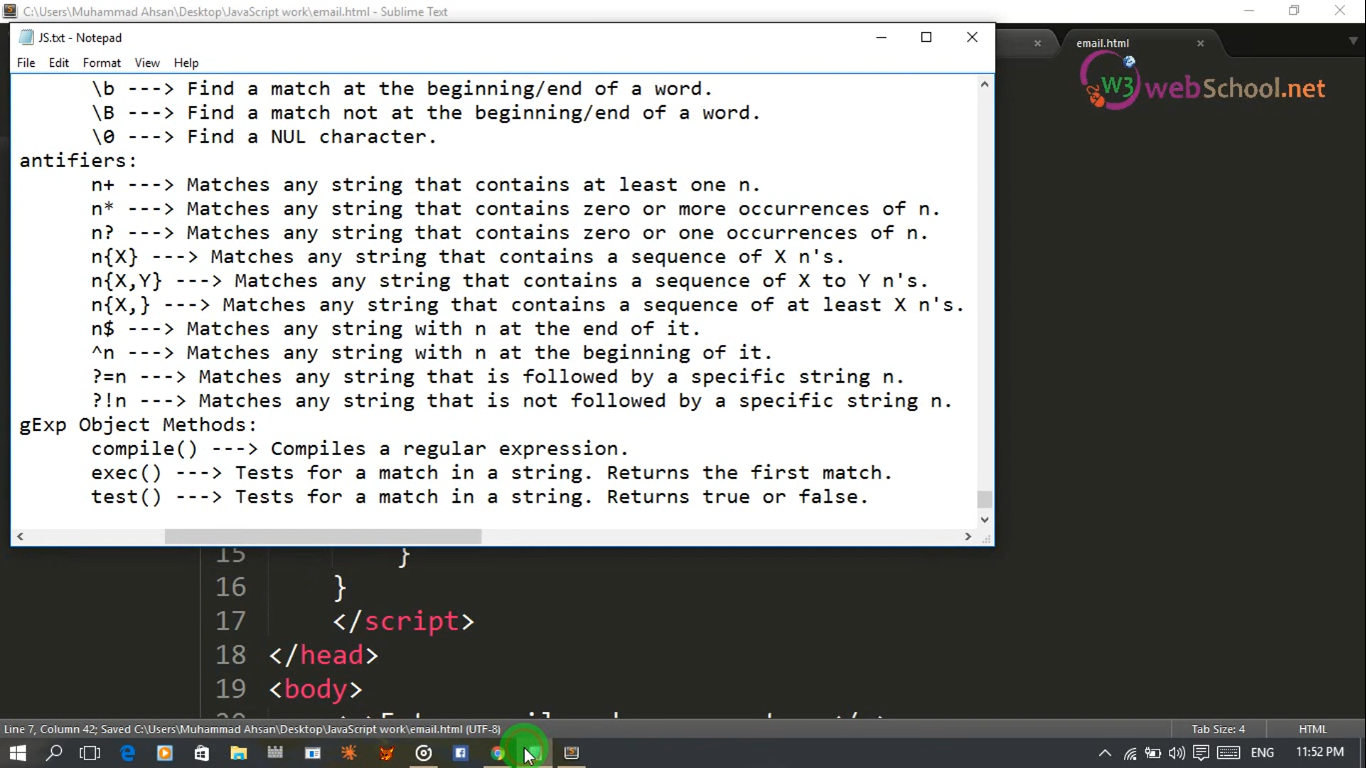 C:\Users\Muhammad Ahsan\Desktop\JavaScript work\email.html - Sublime Text
JS.txt - Notepad
email.html
File Edit Format View Help
W3 webSchool.net
\b ---> Find a match at the beginning/end of a word.
\B ---> Find a match not at the beginning/end of a word.
\0 ---> Find a NUL character.
antifiers:
n+ ---> Matches any string that contains at least one n.
n* ---> Matches any string that contains zero or more occurrences of n.
n? ---> Matches any string that contains zero or one occurrences of n.
n{X} ---> Matches any string that contains a sequence of X n's.
n{X,Y} ---> Matches any string that contains a sequence of X to Y n's.
n{X,} ---> Matches any string that contains a sequence of at least X n's.
n$ ---> Matches any string with n at the end of it.
^n ---> Matches any string with n at the beginning of it.
?=n ---> Matches any string that is followed by a specific string n.
?!n ---> Matches any string that is not followed by a specific string n.
gExp Object Methods:
compile() ---> Compiles a regular expression.
exec() ---> Tests for a match in a string. Returns the first match.
test() ---> Tests for a match in a string. Returns true or false.
15 }
16 }
17 </script>
18 </head>
19 <body>
Line 7, Column 42; Saved C:\Users\Muhammad Ahsan\Desktop\JavaScript work\email.html (UTF-8)
Tab Size: 4
HTML
ENG
11:52 PM